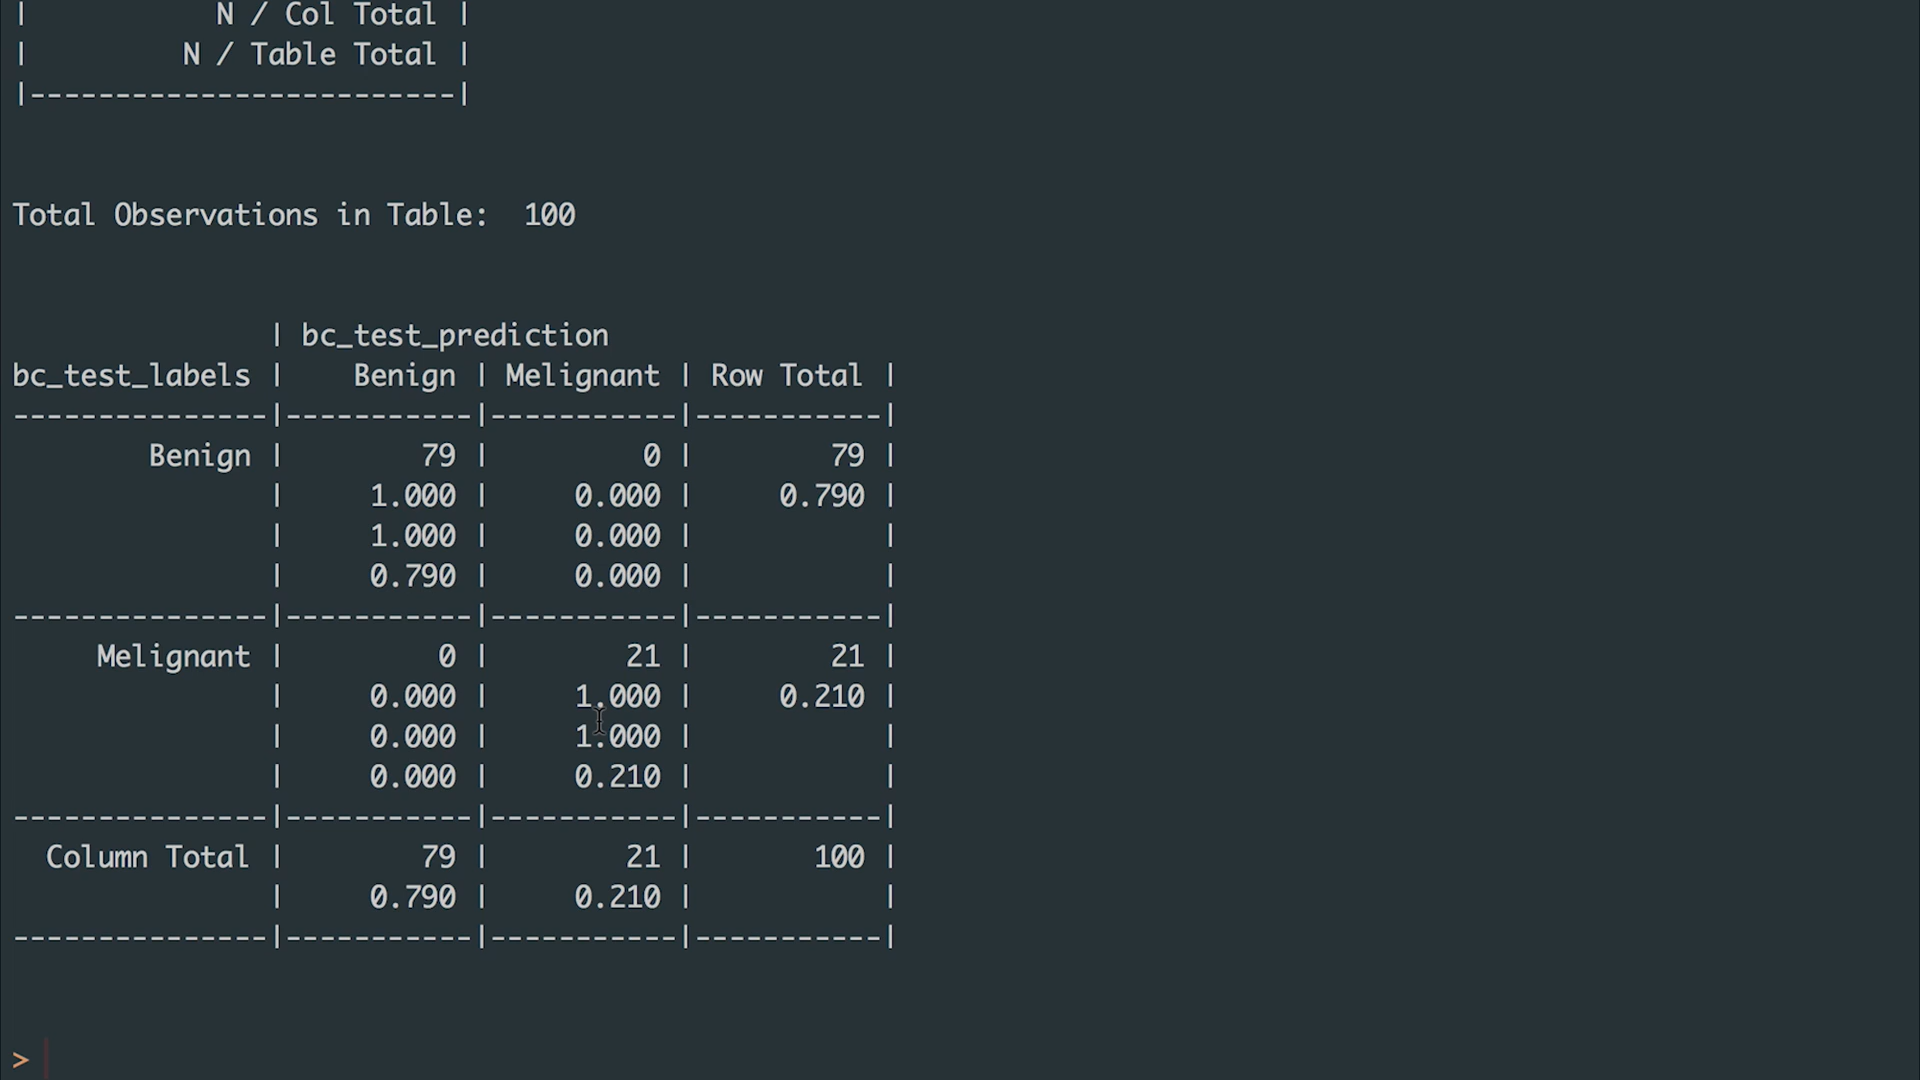 |           N / Col Total |
|         N / Table Total |
|-------------------------|
Total Observations in Table:  100
               | bc_test_prediction
bc_test_labels |    Benign | Melignant | Row Total |
---------------|-----------|-----------|-----------|
        Benign |        79 |         0 |        79 |
               |     1.000 |     0.000 |     0.790 |
               |     1.000 |     0.000 |           |
               |     0.790 |     0.000 |           |
---------------|-----------|-----------|-----------|
     Melignant |         0 |        21 |        21 |
               |     0.000 |     1.000 |     0.210 |
               |     0.000 |     1.000 |           |
               |     0.000 |     0.210 |           |
---------------|-----------|-----------|-----------|
  Column Total |        79 |        21 |       100 |
               |     0.790 |     0.210 |           |
---------------|-----------|-----------|-----------|
>